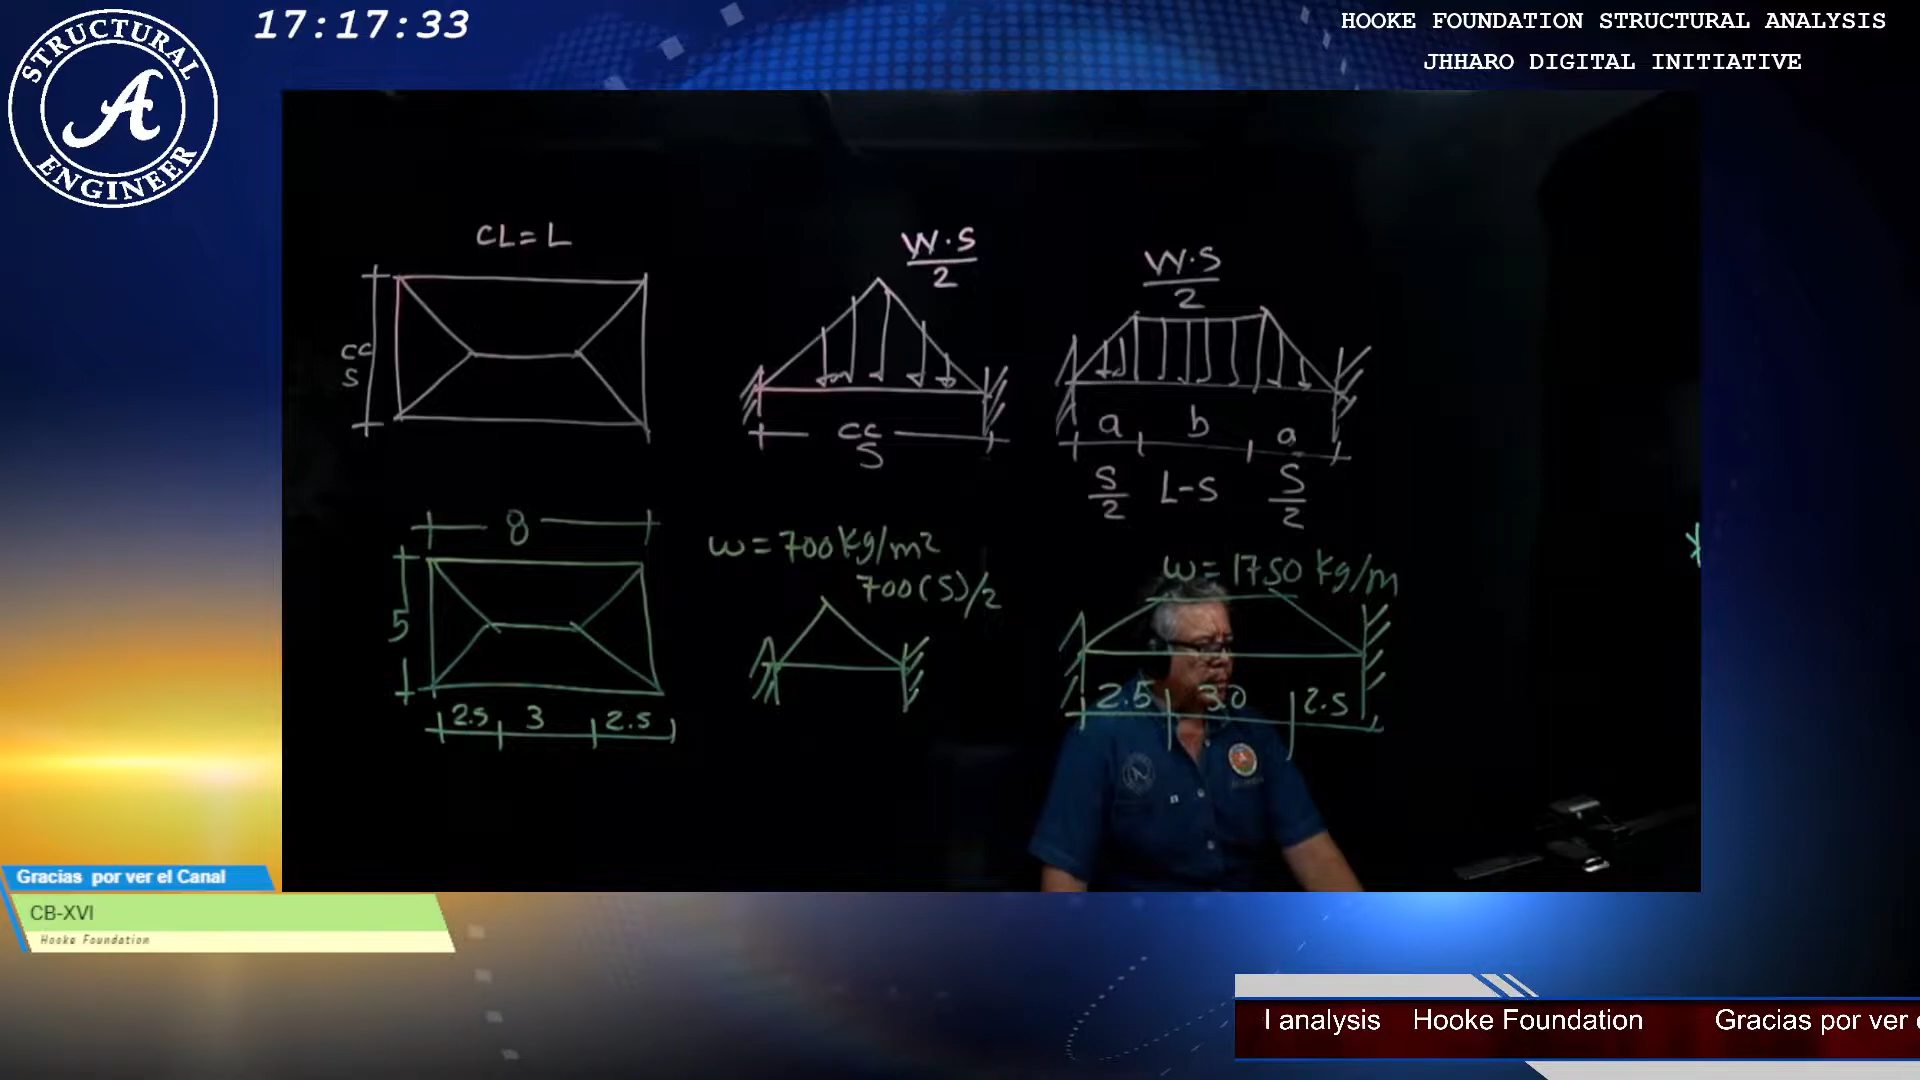 STRUCTURAL
A
ENGINEER
17:17:33
HOOKE FOUNDATION STRUCTURAL ANALYSIS
JHHARO DIGITAL INITIATIVE
CL=L
CC
S
W·S
2
CC
S
W·S
2
a b a
S
2
L-S
S
2
8
5
2.5 3 2.5
w=700kg/m2
700(5)/2
w=1750 kg/m
2.5 3.0 2.5
Gracias por ver el Canal
CB-XVI
Hooke Foundation
l analysis Hooke Foundation Gracias por ver